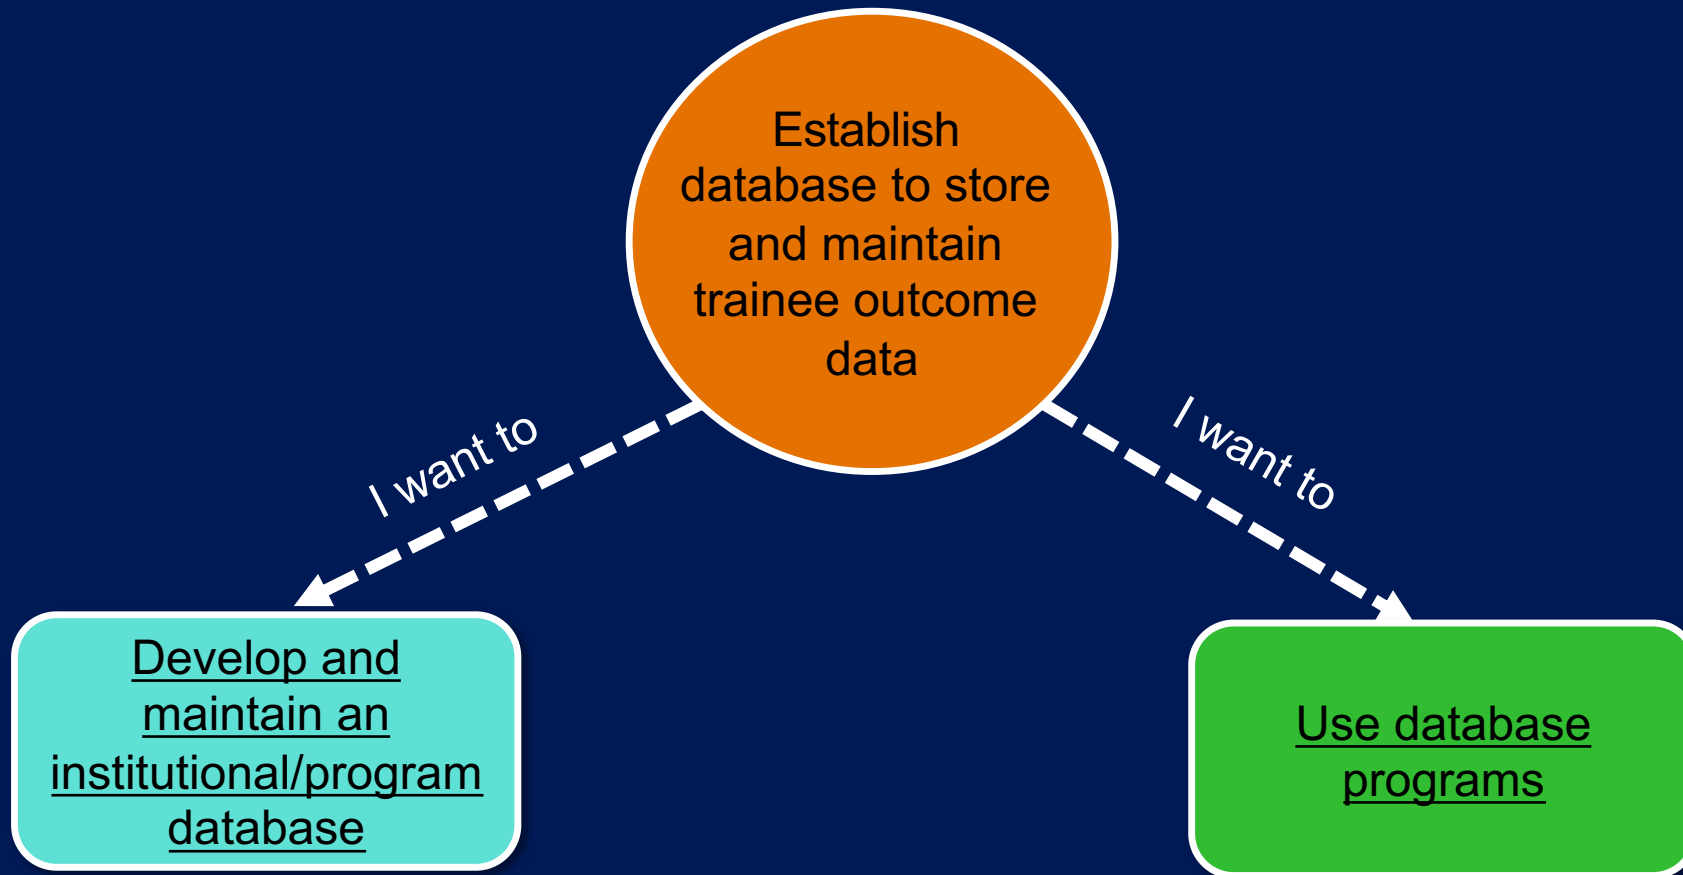 Establish
database to store
and maintain
trainee outcome
data
I want to
I want to
Develop and
maintain an
institutional/program
database
Use database
programs